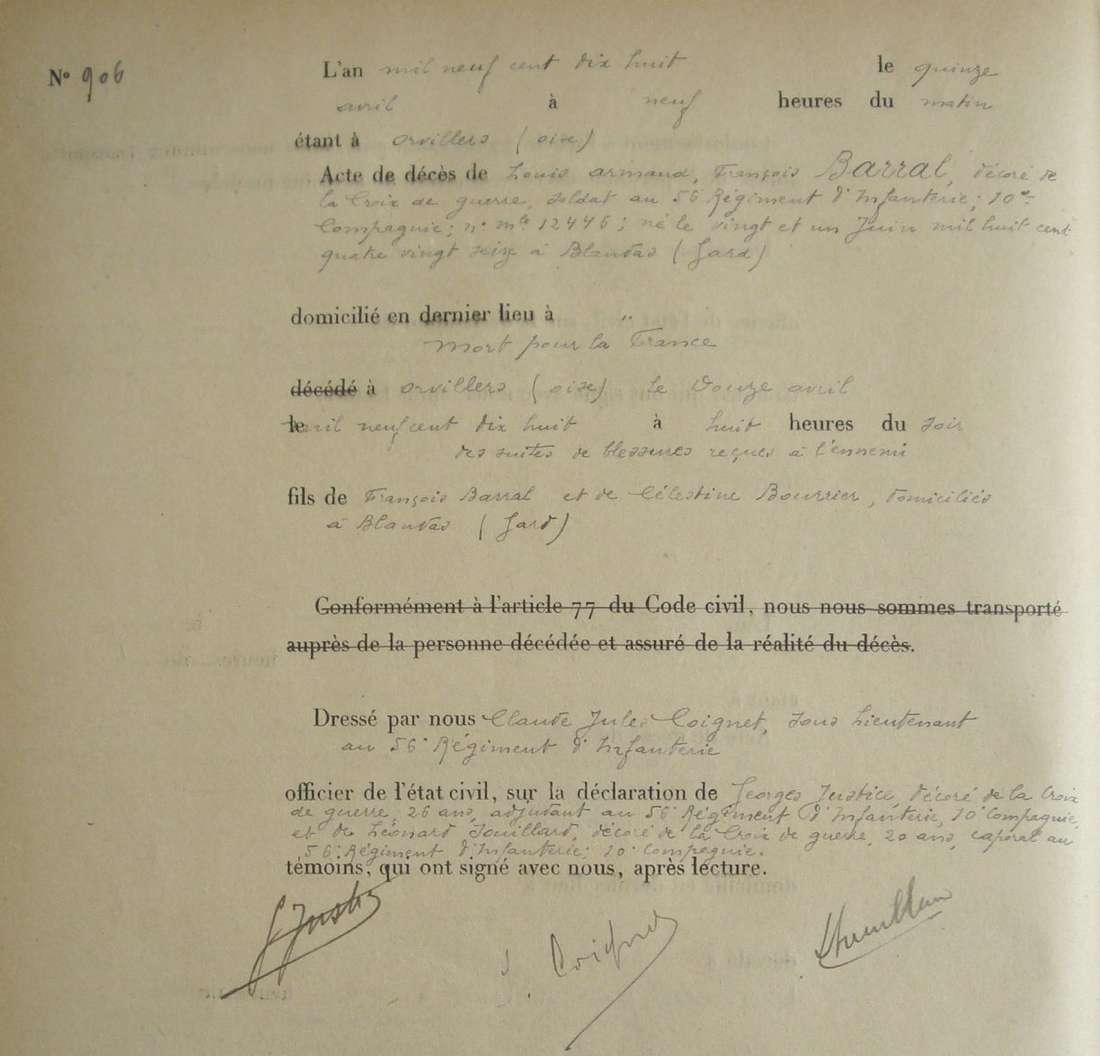 N° 906
L'an mil neuf cent dix huit le quinze
avril à neuf heures du matin
étant à Orvillers (oise)
Acte de décès de Louis Armand, François Barral, décoré de
la Croix de guerre, soldat au 56 Régiment d'Infanterie; 10e
Compagnie; n° mle 12446; né le vingt et un Juin mil huit cent
quatre vingt seize à Blandas (Gard)
domicilié en dernier lieu à "
Mort pour la France
décédé à Orvillers (oise) le Douze avril
le mil neuf cent dix huit à huit heures du soir
des suites de blessures reçues à l'ennemi
fils de François Barral et de Célestine Bourrier, domiciliés
à Blandas (Gard)
Conformément à l'article 77 du Code civil, nous nous sommes transporté
auprès de la personne décédée et assuré de la réalité du décès.
Dressé par nous Claude Jules Coignet, sous Lieutenant
au 56e Régiment d'Infanterie
officier de l'état civil, sur la déclaration de Georges Justice, décoré de la Croix
de guerre, 26 ans, adjudant au 56e Régiment d'Infanterie, 10e Compagnie,
et de Léonard Jouillard, décoré de la Croix de guerre, 20 ans, caporal au
56e Régiment d'Infanterie; 10e Compagnie.
témoins, qui ont signé avec nous, après lecture.
G Justice J. Coignet